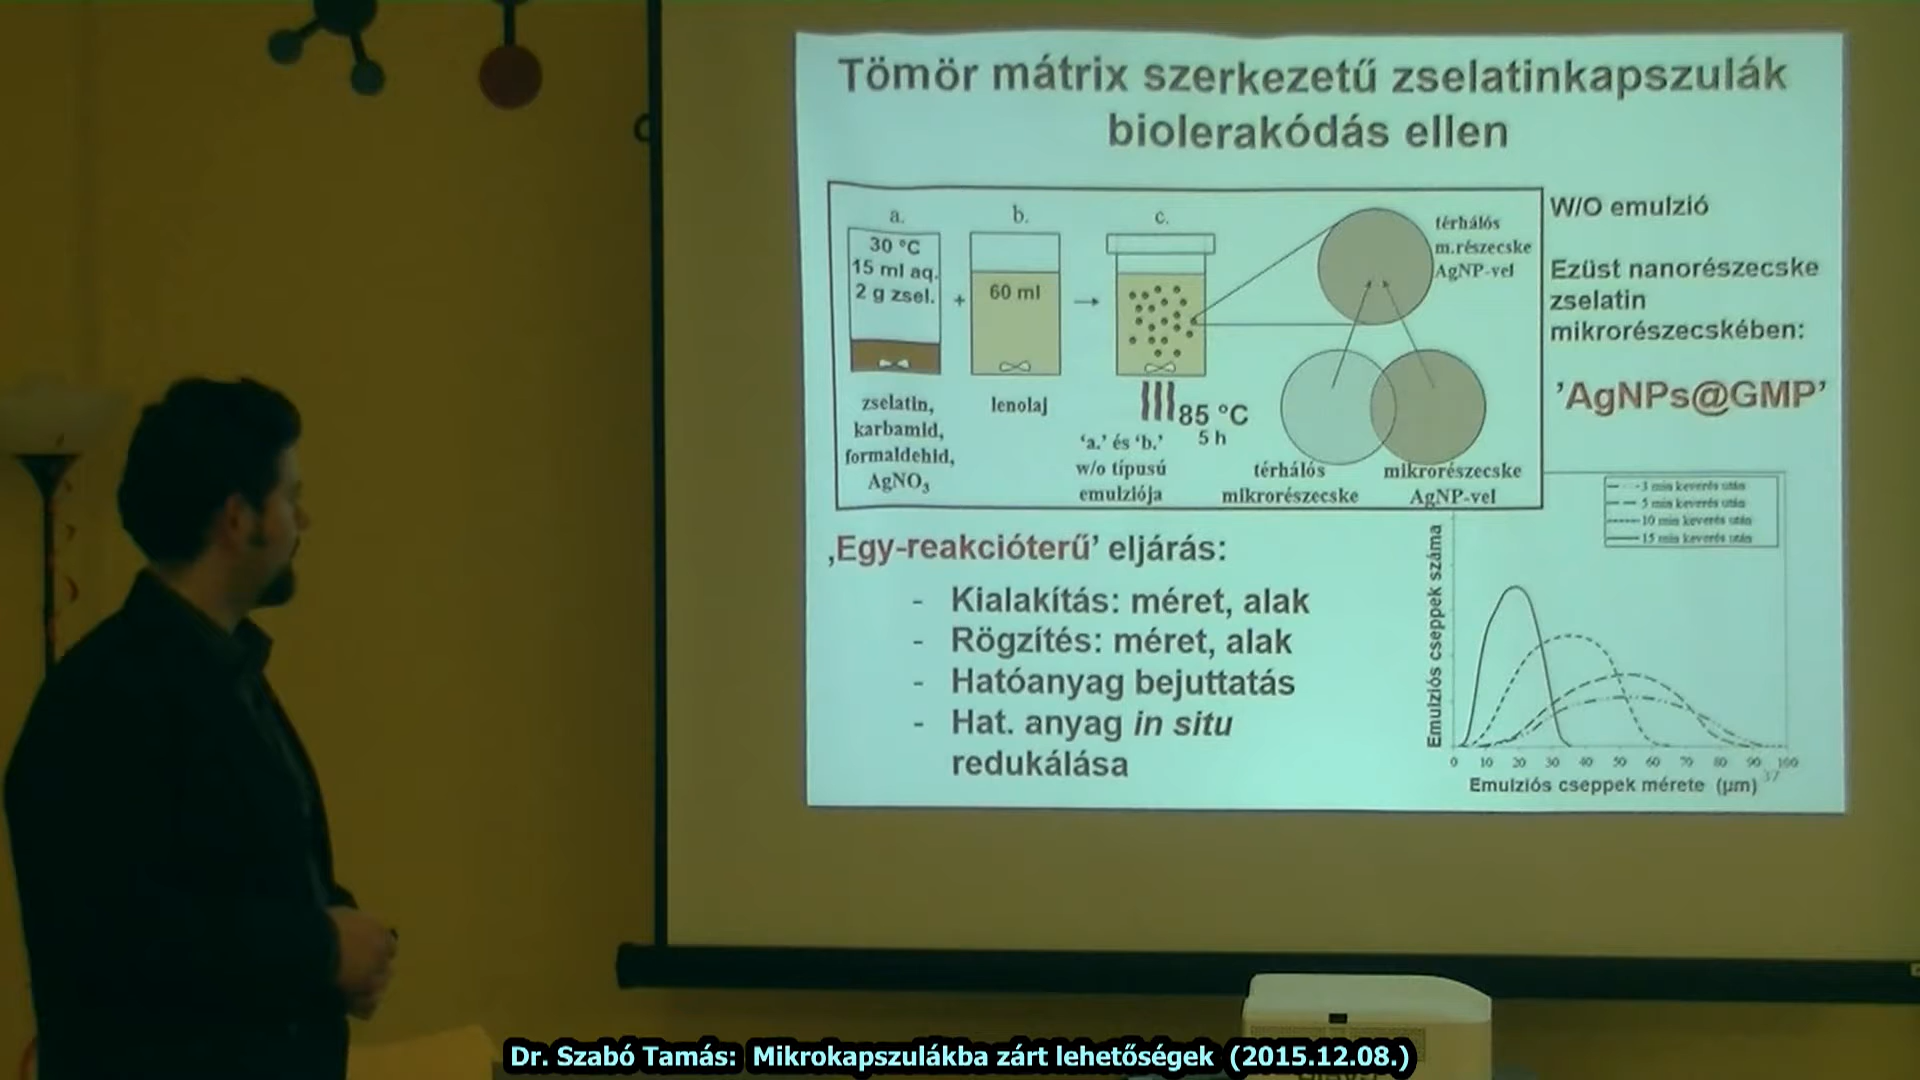 Tömör mátrix szerkezetű zselatinkapszulák
biolerakódás ellen
a.
b.
c.
30 °C
15 ml aq.
2 g zsel.
+
60 ml
térhálós
m.részecske
AgNP-vel
zselatin,
karbamid,
formaldehid,
AgNO3
lenolaj
85 °C
5 h
‘a.’ és ‘b.’
w/o típusú
emulziója
térhálós
mikrorészecske
mikrorészecske
AgNP-vel
W/O emulzió
Ezüst nanorészecske
zselatin
mikrorészecskében:
’AgNPs@GMP’
‚Egy-reakcióterű’ eljárás:
- Kialakítás: méret, alak
- Rögzítés: méret, alak
- Hatóanyag bejuttatás
- Hat. anyag in situ
redukálása
3 min keverés után
5 min keverés után
10 min keverés után
15 min keverés után
Emulziós cseppek száma
0 10 20 30 40 50 60 70 80 90 100
Emulziós cseppek mérete (µm)
37
Dr. Szabó Tamás: Mikrokapszulákba zárt lehetőségek (2015.12.08.)